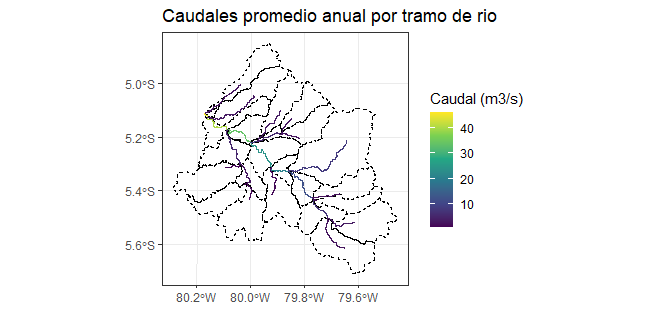 Caudales promedio anual por tramo de rio
5.0°S
5.2°S
5.4°S
5.6°S
80.2°W 80.0°W 79.8°W 79.6°W
Caudal (m3/s)
40
30
20
10